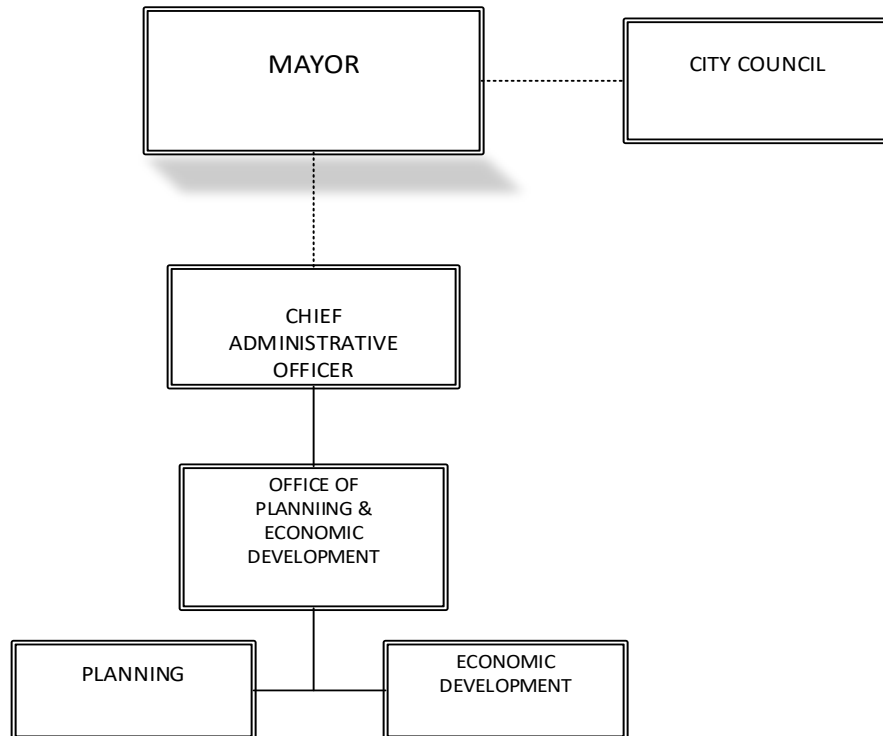 MAYOR
CITY COUNCIL
CHIEF
ADMINISTRATIVE
OFFICER
OFFICE OF
PLANNIING &
ECONOMIC
DEVELOPMENT
PLANNING
ECONOMIC
DEVELOPMENT